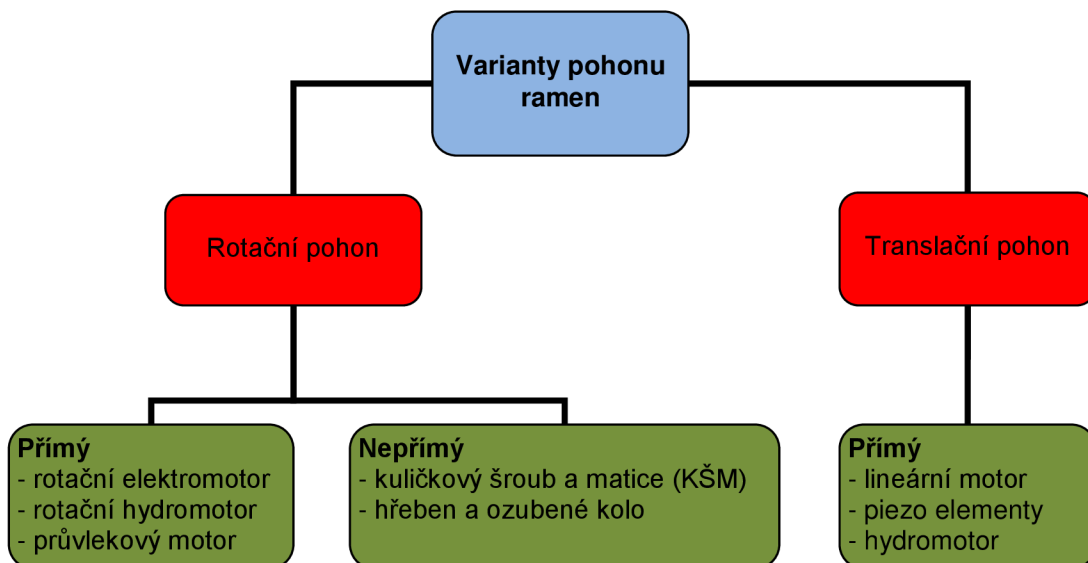 Varianty pohonu
ramen
Rotační pohon
Translační pohon
Přímý
- rotační elektromotor
- rotační hydromotor
- průvlekový motor
Nepřímý
- kuličkový šroub a matice (KŠM)
- hřeben a ozubené kolo
Přímý
- lineární motor
- piezo elementy
- hydromotor